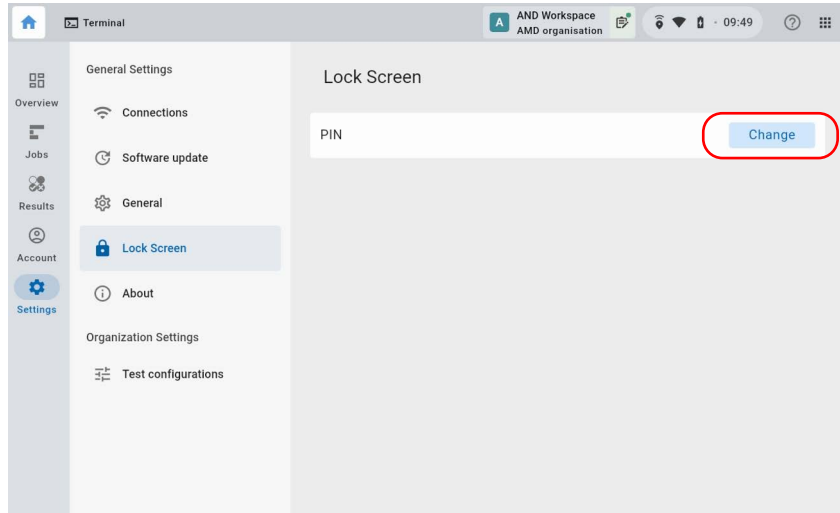 Terminal
A
AND Workspace
AMD organisation
09:49
Overview
Jobs
Results
Account
Settings
General Settings
Connections
Software update
General
Lock Screen
About
Organization Settings
Test configurations
Lock Screen
PIN
Change